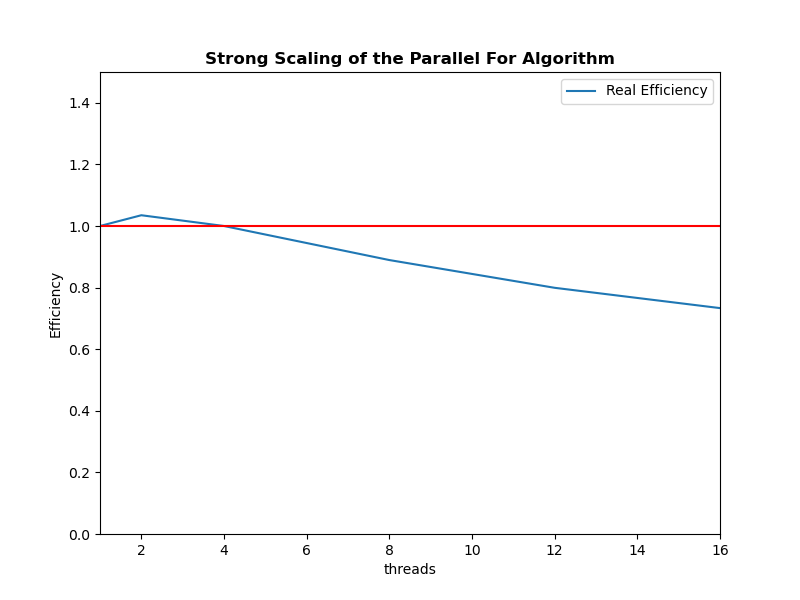 Strong Scaling of the Parallel For Algorithm
Real Efficiency
1.4
1.2
1.0
0.8
0.6
0.4
0.2
0.0
Efficiency
2 4 6 8 10 12 14 16
threads